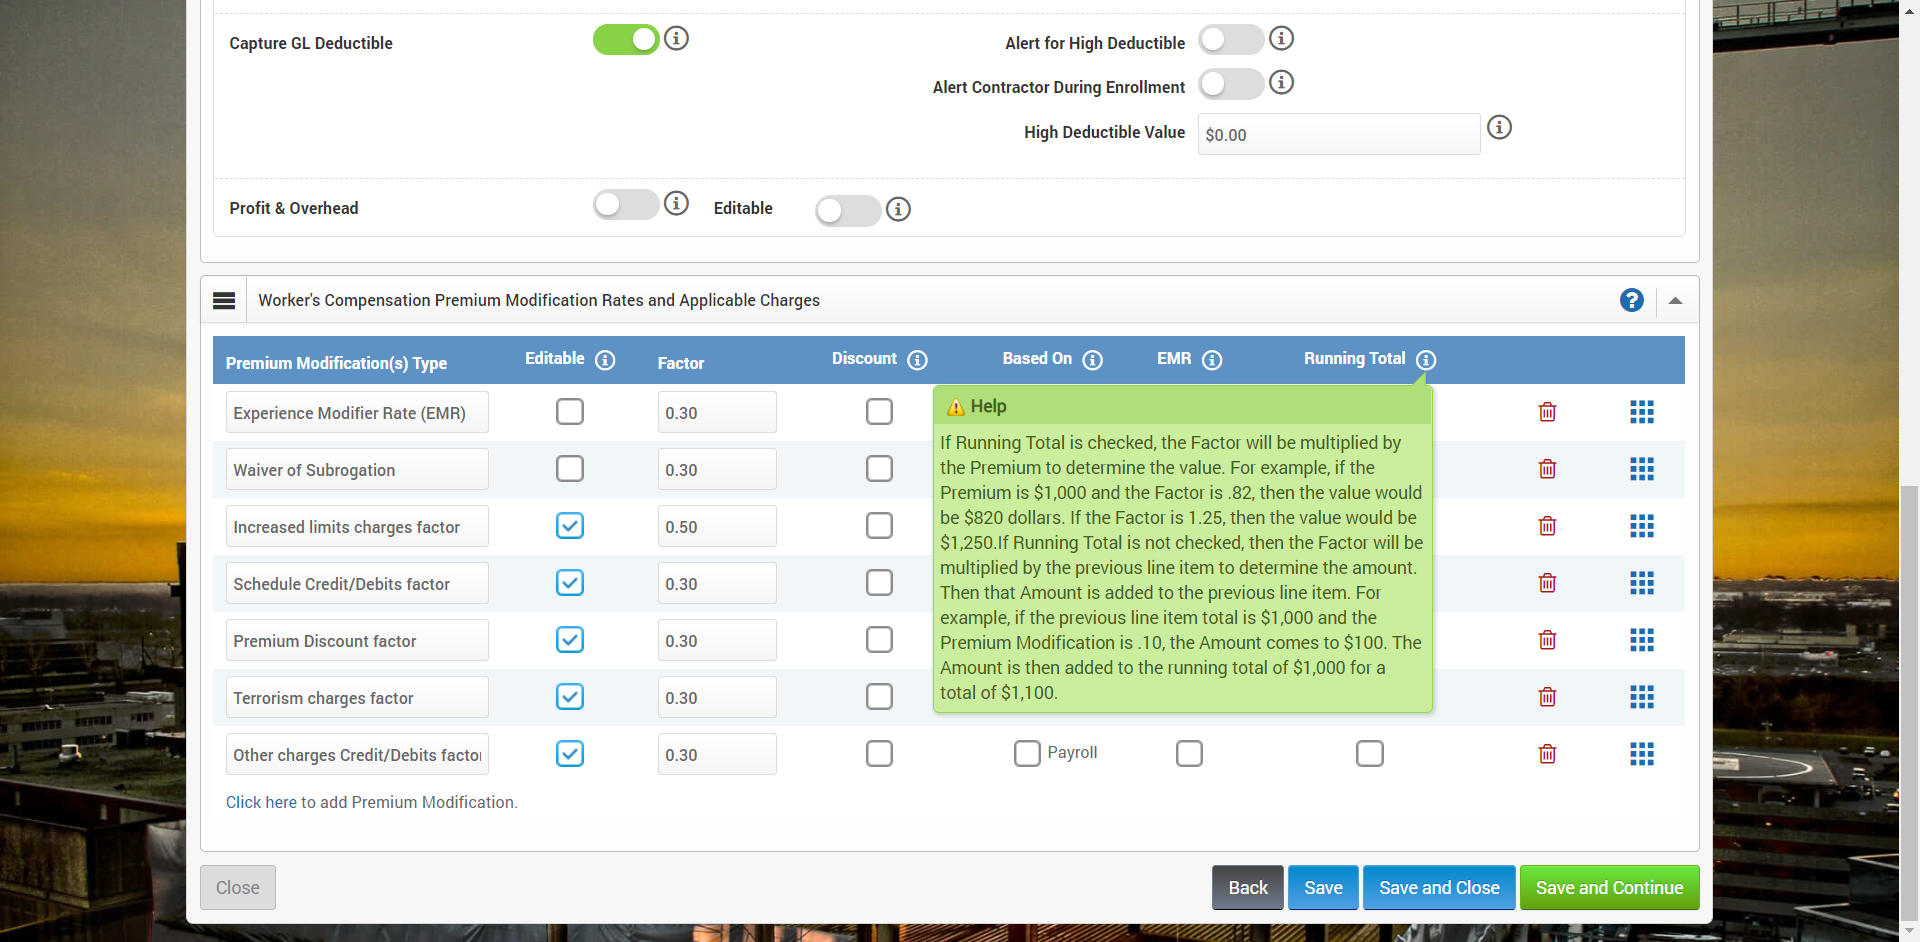 Capture GL Deductible
Alert for High Deductible
Alert Contractor During Enrollment
High Deductible Value
$0.00
Profit & Overhead
Editable
Worker's Compensation Premium Modification Rates and Applicable Charges
Premium Modification(s) Type
Editable
Factor
Discount
Based On
EMR
Running Total
Experience Modifier Rate (EMR)
0.30
Waiver of Subrogation
0.30
Increased limits charges factor
0.50
Schedule Credit/Debits factor
0.30
Premium Discount factor
0.30
Terrorism charges factor
0.30
Other charges Credit/Debits factor
0.30
Payroll
Help
If Running Total is checked, the Factor will be multiplied by
the Premium to determine the value. For example, if the
Premium is $1,000 and the Factor is .82, then the value would
be $820 dollars. If the Factor is 1.25, then the value would be
$1,250.If Running Total is not checked, then the Factor will be
multiplied by the previous line item to determine the amount.
Then that Amount is added to the previous line item. For
example, if the previous line item total is $1,000 and the
Premium Modification is .10, the Amount comes to $100. The
Amount is then added to the running total of $1,000 for a
total of $1,100.
Click here to add Premium Modification.
Close
Back
Save
Save and Close
Save and Continue